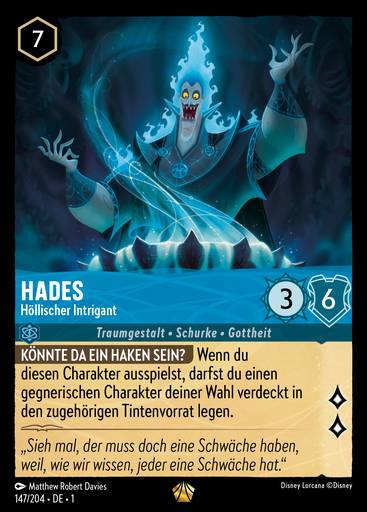 7
HADES
Höllischer Intrigant
3
6
Traumgestalt • Schurke • Gottheit
KÖNNTE DA EIN HAKEN SEIN? Wenn du
diesen Charakter ausspielst, darfst du einen
gegnerischen Charakter deiner Wahl verdeckt in
den zugehörigen Tintenvorrat legen.
„Sieh mal, der muss doch eine Schwäche haben,
weil, wie wir wissen, jeder eine Schwäche hat.“
Matthew Robert Davies
147/204 • DE • 1
Disney Lorcana ©Disney